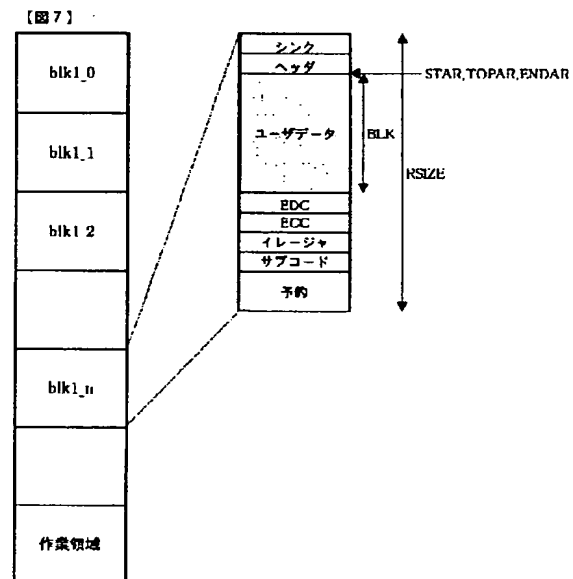 【図7】
blk1_0
blk1_1
blk1_2
blk1_n
作業領域
シンク
ヘッダ
ユーザデータ
EDC
ECC
イレージャ
サブコード
予約
STAR,TOPAR,ENDAR
BLK
RSIZE